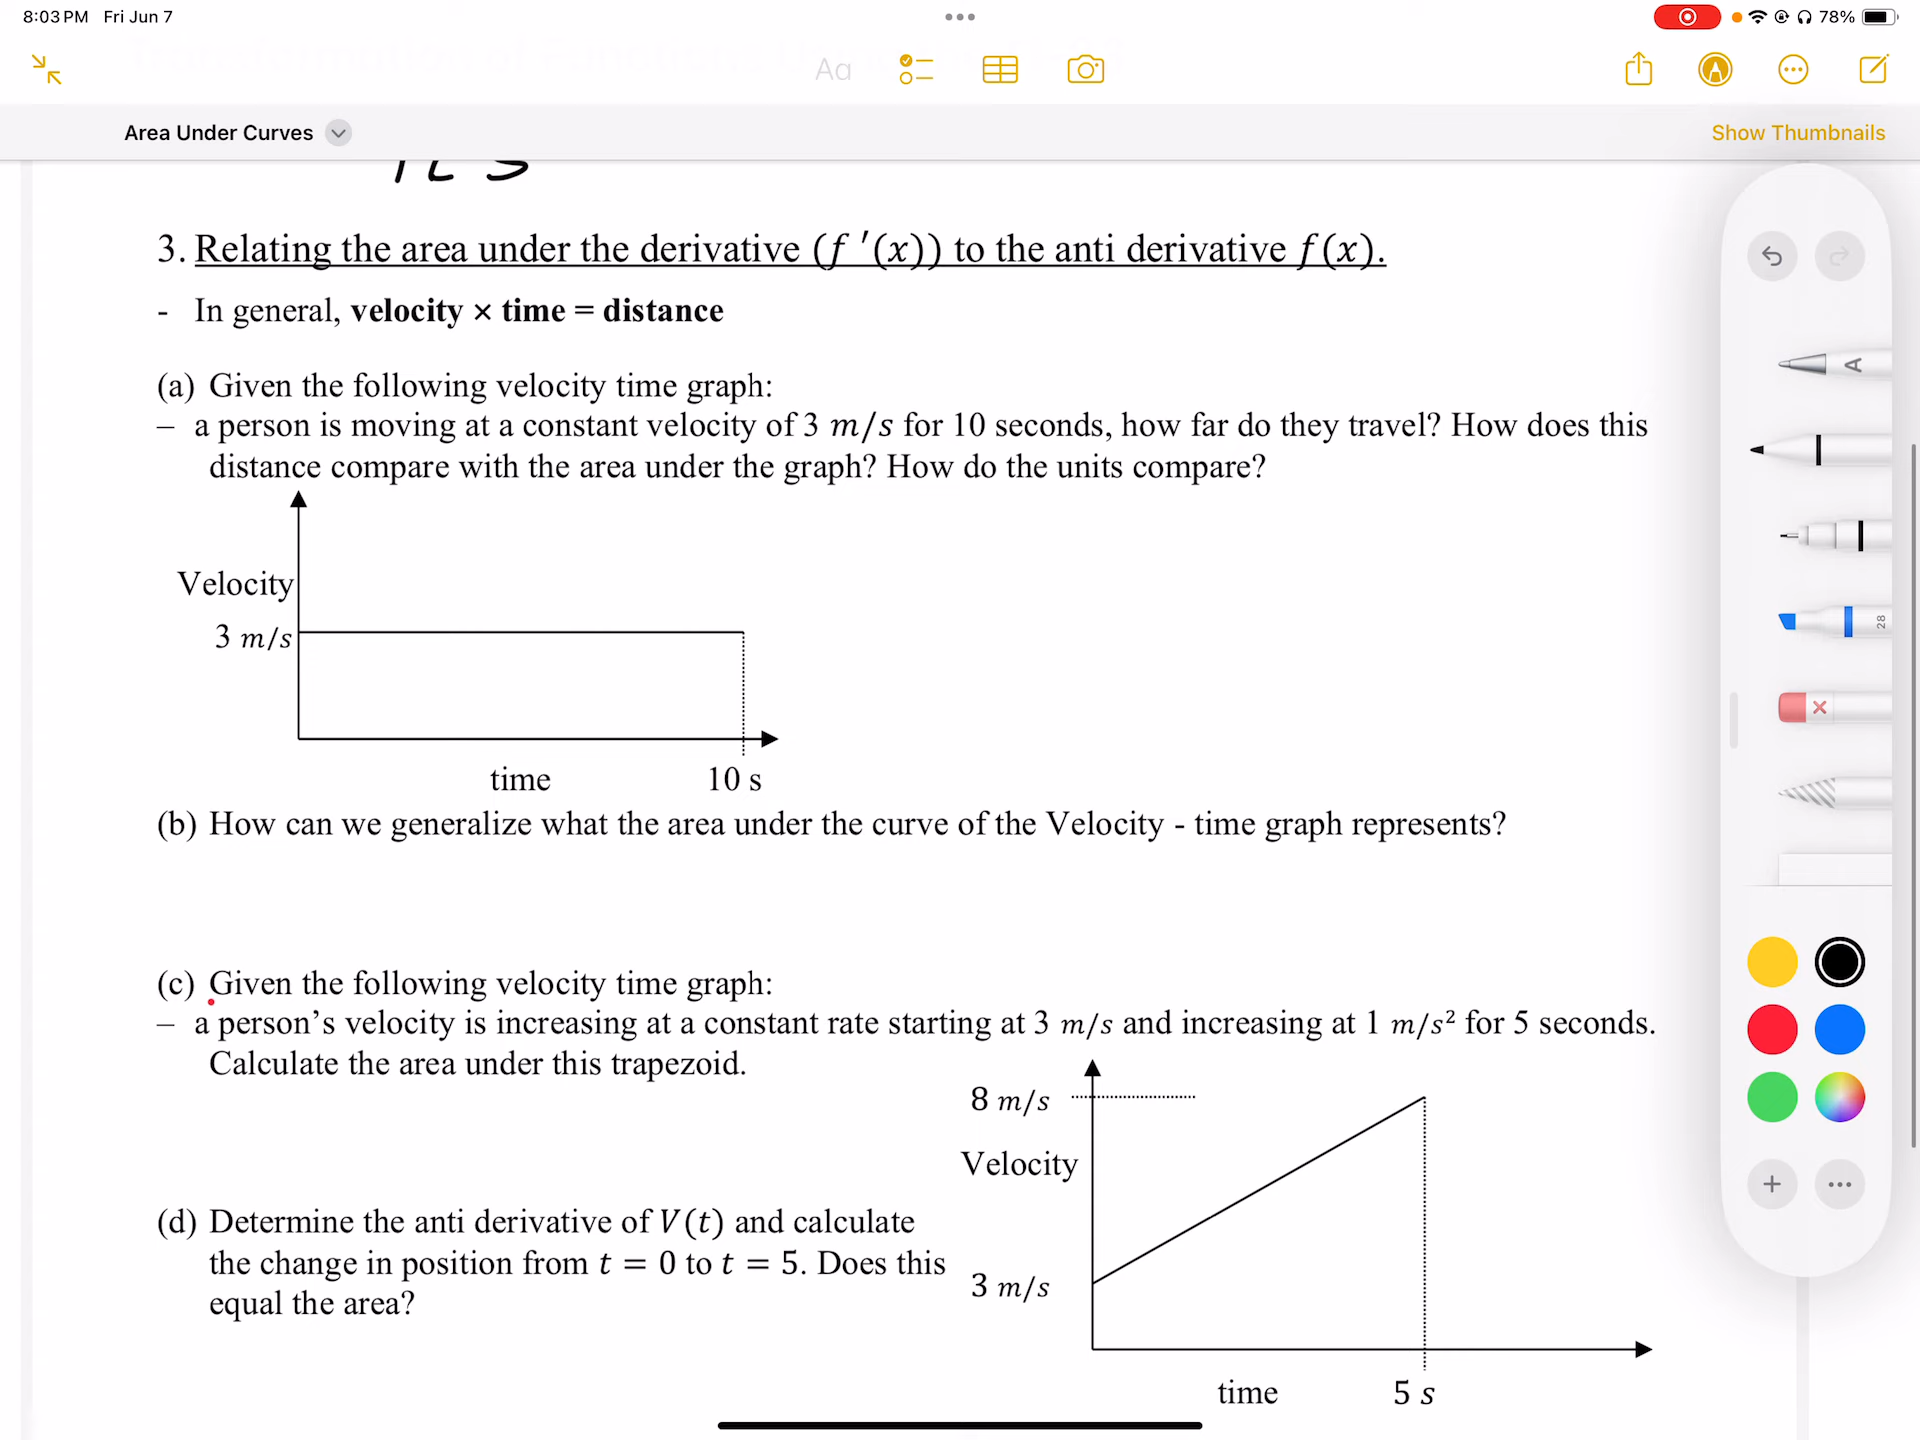 8:03 PM Fri Jun 7
78%
Aa
Area Under Curves
Show Thumbnails
3. Relating the area under the derivative (f ′(x)) to the anti derivative f(x).
- In general, velocity × time = distance
(a) Given the following velocity time graph:
– a person is moving at a constant velocity of 3 m/s for 10 seconds, how far do they travel? How does this
distance compare with the area under the graph? How do the units compare?
Velocity
3 m/s
time 10 s
(b) How can we generalize what the area under the curve of the Velocity - time graph represents?
(c) Given the following velocity time graph:
– a person’s velocity is increasing at a constant rate starting at 3 m/s and increasing at 1 m/s² for 5 seconds.
Calculate the area under this trapezoid.
8 m/s
Velocity
(d) Determine the anti derivative of V(t) and calculate
the change in position from t = 0 to t = 5. Does this
equal the area?
3 m/s
time 5 s
A
28